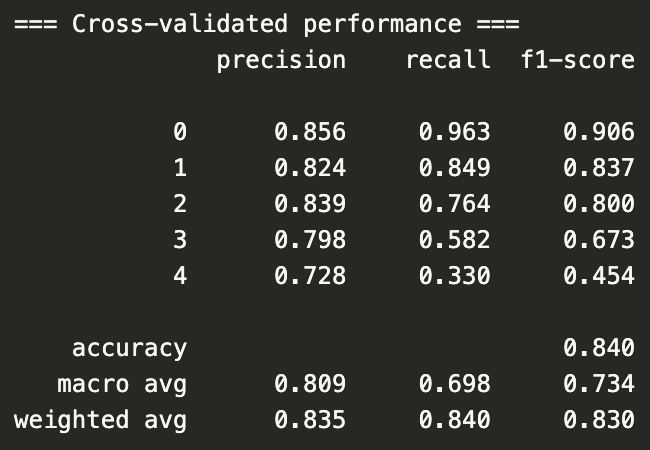 === Cross-validated performance ===
precision recall f1-score
0 0.856 0.963 0.906
1 0.824 0.849 0.837
2 0.839 0.764 0.800
3 0.798 0.582 0.673
4 0.728 0.330 0.454
accuracy 0.840
macro avg 0.809 0.698 0.734
weighted avg 0.835 0.840 0.830